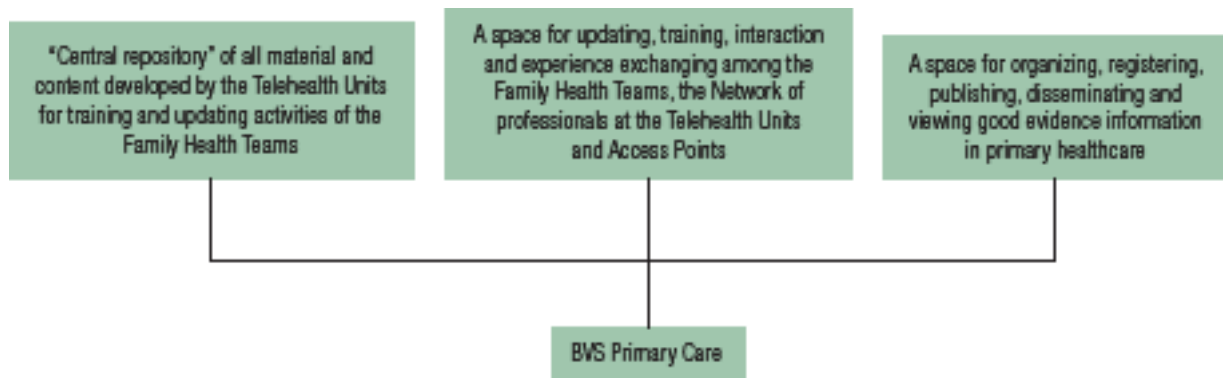 "Central repository" of all material and
content developed by the Telehealth Units
for training and updating activities of the
Family Health Teams
A space for updating, training, interaction
and experience exchanging among the
Family Health Teams, the Network of
professionals at the Telehealth Units
and Access Points
A space for organizing, registering,
publishing, disseminating and
viewing good evidence information
in primary healthcare
BVS Primary Care